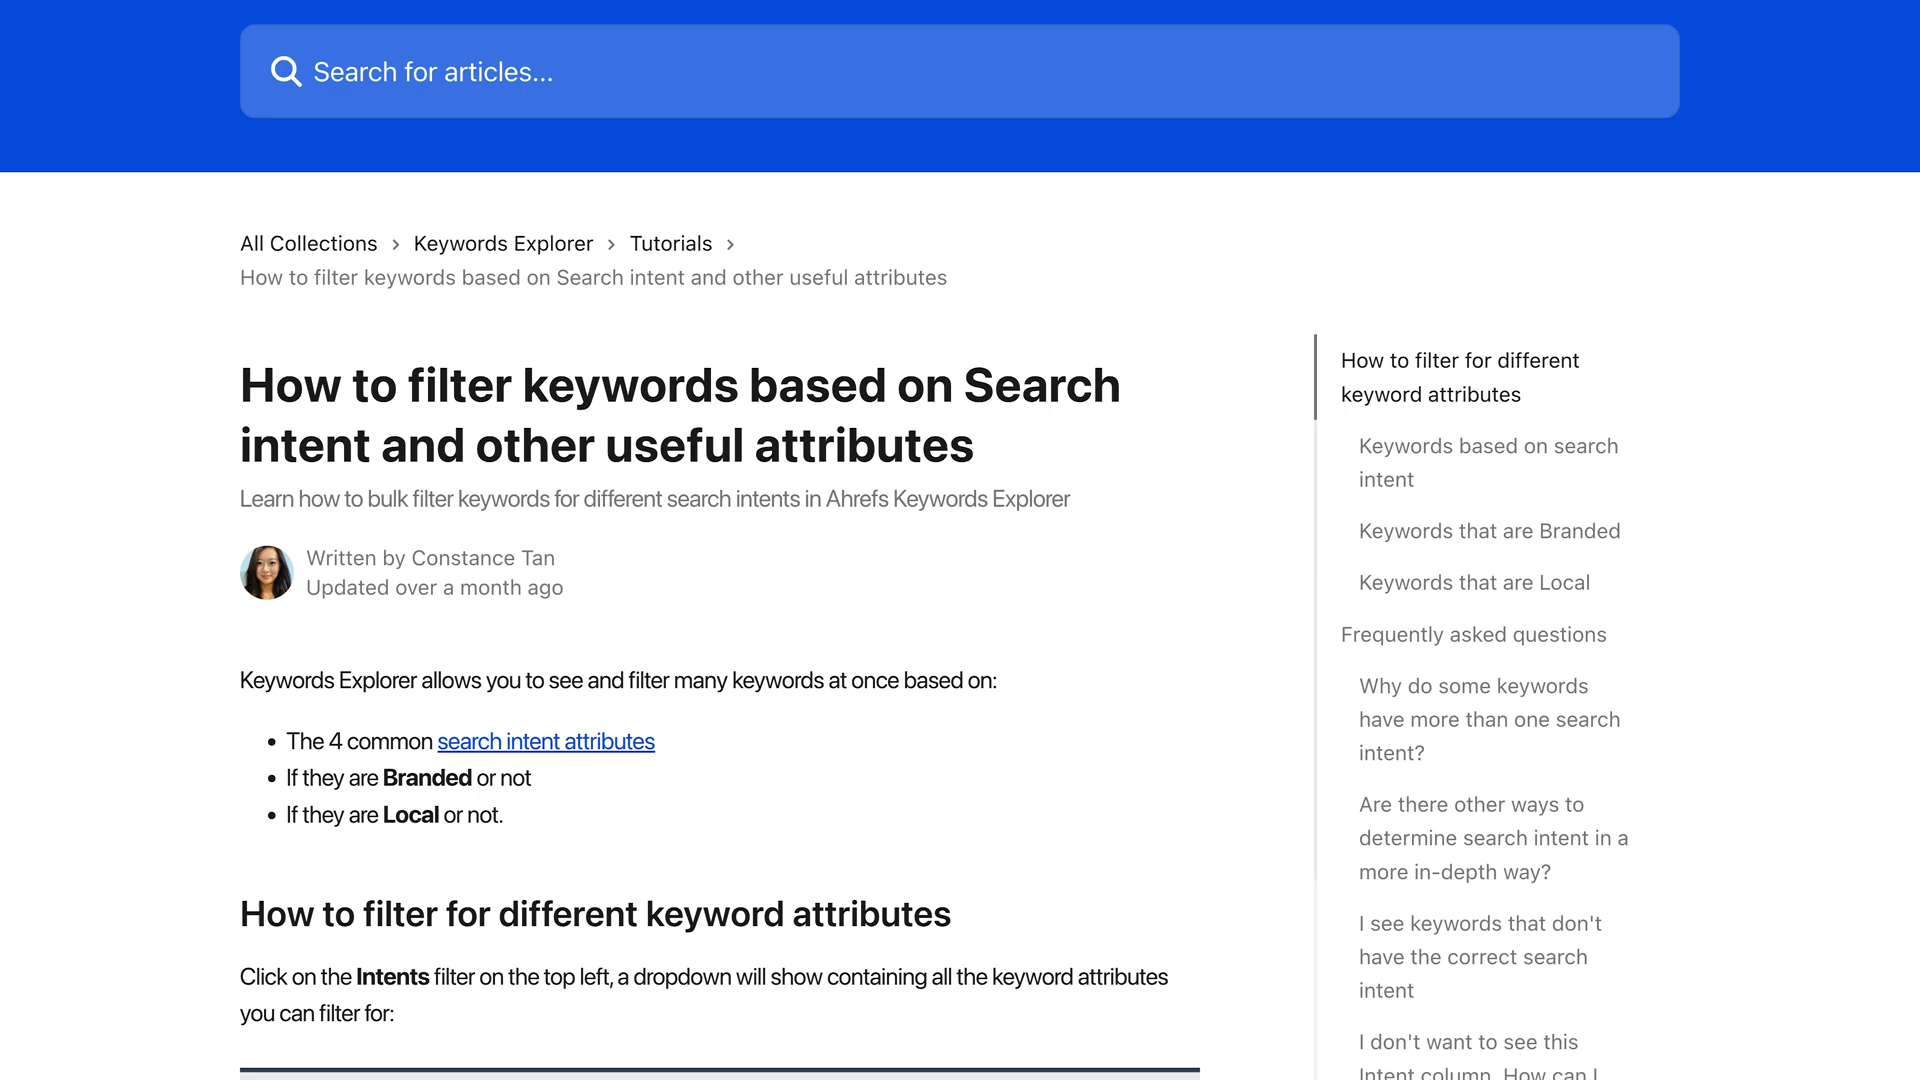 Search for articles...
All Collections > Keywords Explorer > Tutorials >
How to filter keywords based on Search intent and other useful attributes
How to filter keywords based on Search
intent and other useful attributes
Learn how to bulk filter keywords for different search intents in Ahrefs Keywords Explorer
Written by Constance Tan
Updated over a month ago
Keywords Explorer allows you to see and filter many keywords at once based on:
• The 4 common search intent attributes
• If they are Branded or not
• If they are Local or not.
How to filter for different keyword attributes
Click on the Intents filter on the top left, a dropdown will show containing all the keyword attributes
you can filter for:
How to filter for different
keyword attributes
Keywords based on search
intent
Keywords that are Branded
Keywords that are Local
Frequently asked questions
Why do some keywords
have more than one search
intent?
Are there other ways to
determine search intent in a
more in-depth way?
I see keywords that don't
have the correct search
intent
I don't want to see this
Intent column. How can I